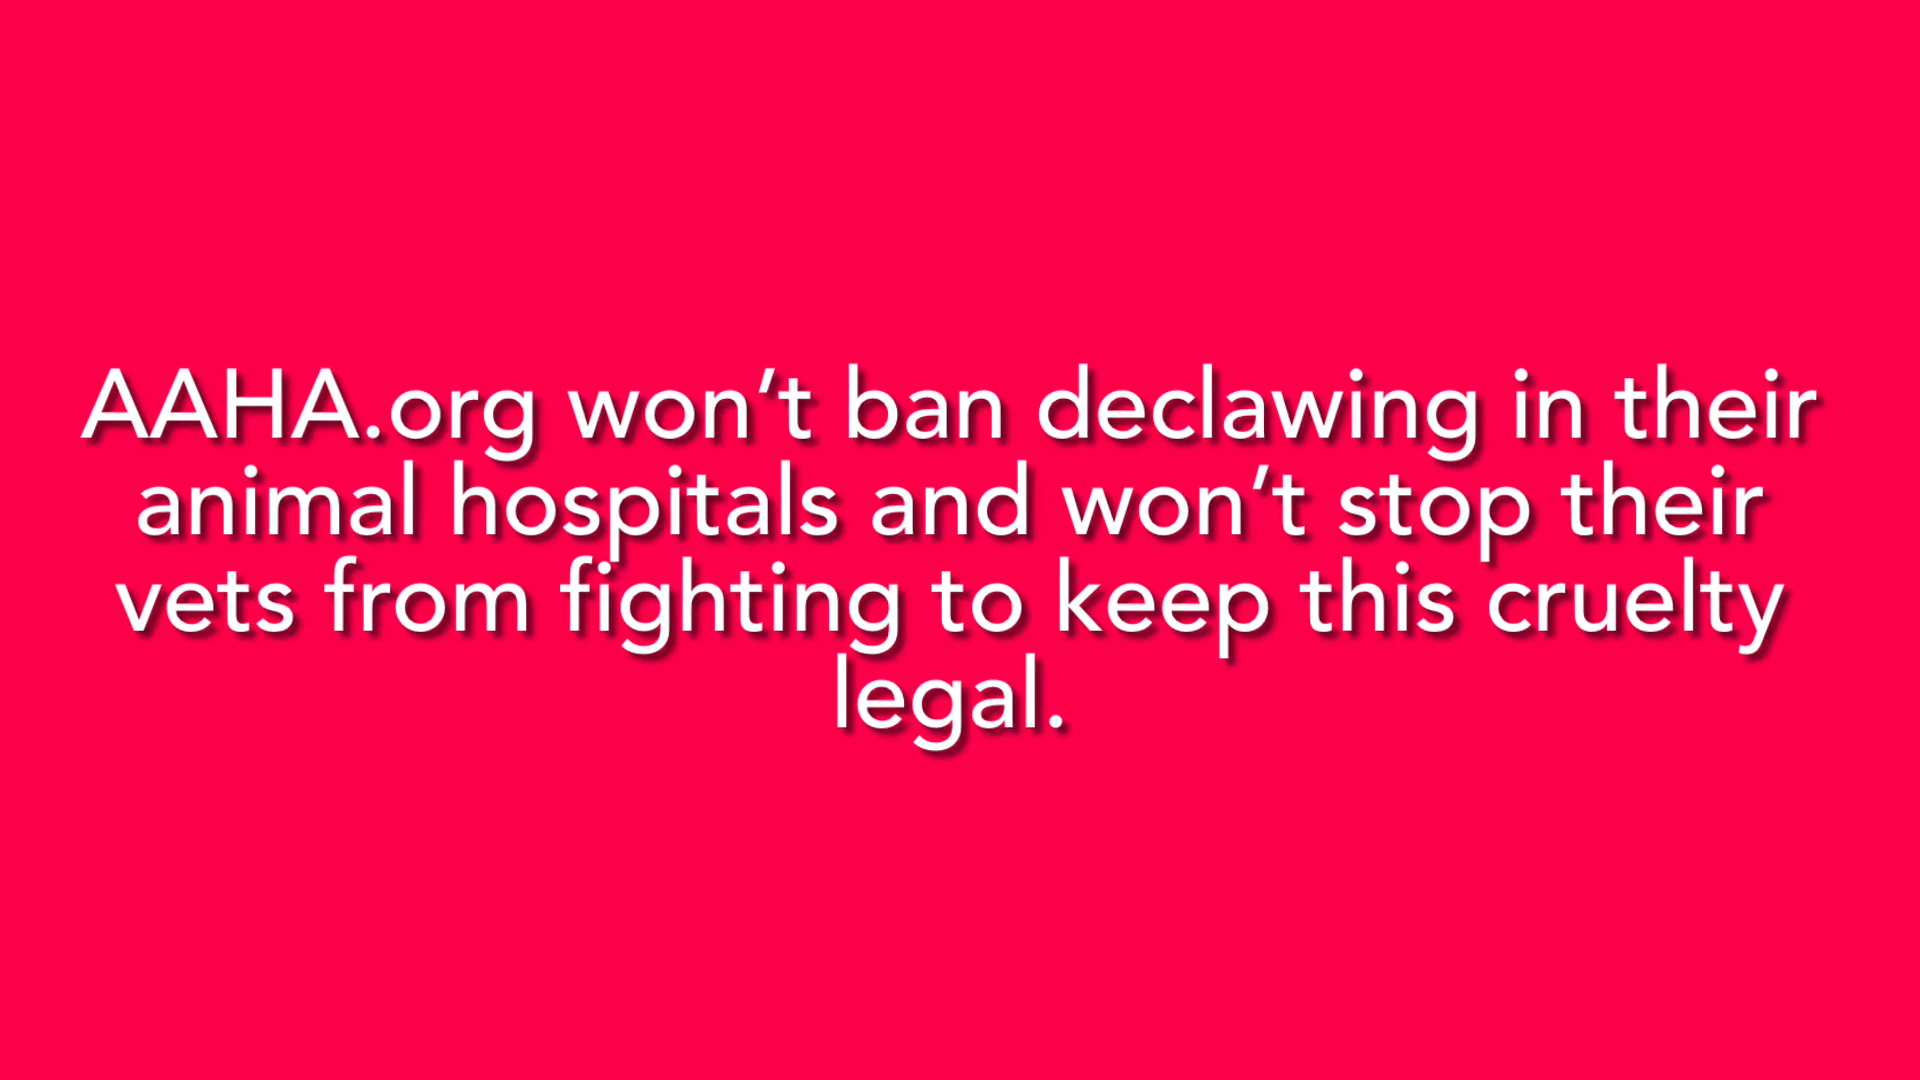 AAHA.org won’t ban declawing in their
animal hospitals and won’t stop their
vets from fighting to keep this cruelty
legal.